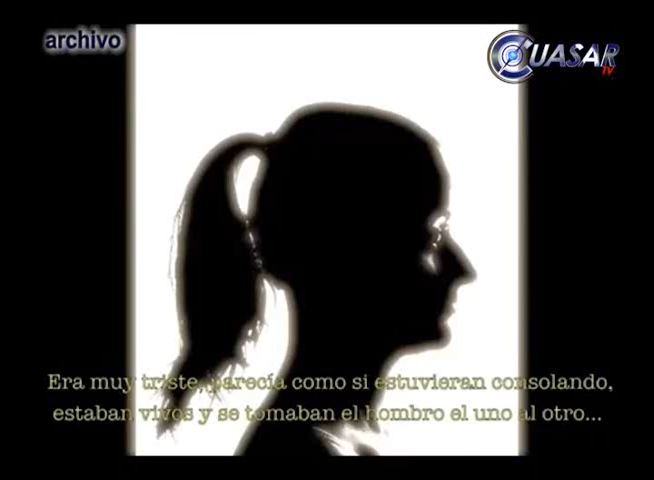 archivo
CUASAR
TV
Era muy triste, parecía como si estuvieran consolando,
estaban vivos y se tomaban el hombro el uno al otro...